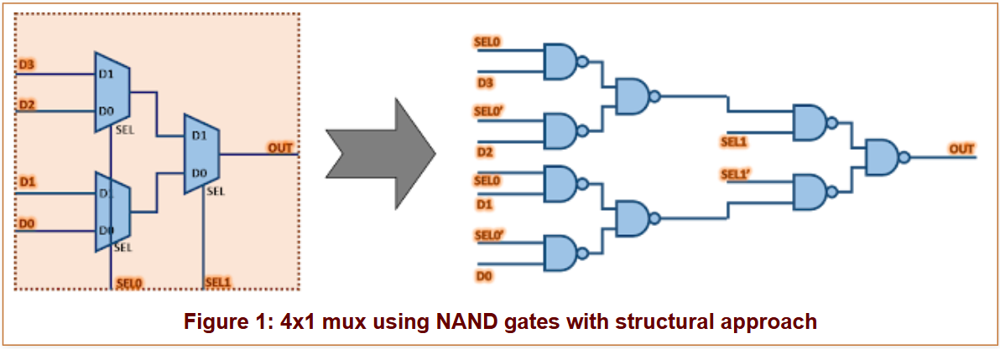 D3
D1
D2
D0
SEL
D1
D0
OUT
SEL
D1
D1
D0
D0
SEL
SEL0
SEL1
SEL0
D3
SEL0’
D2
SEL0
D1
SEL0’
D0
SEL1
SEL1’
OUT
Figure 1: 4x1 mux using NAND gates with structural approach